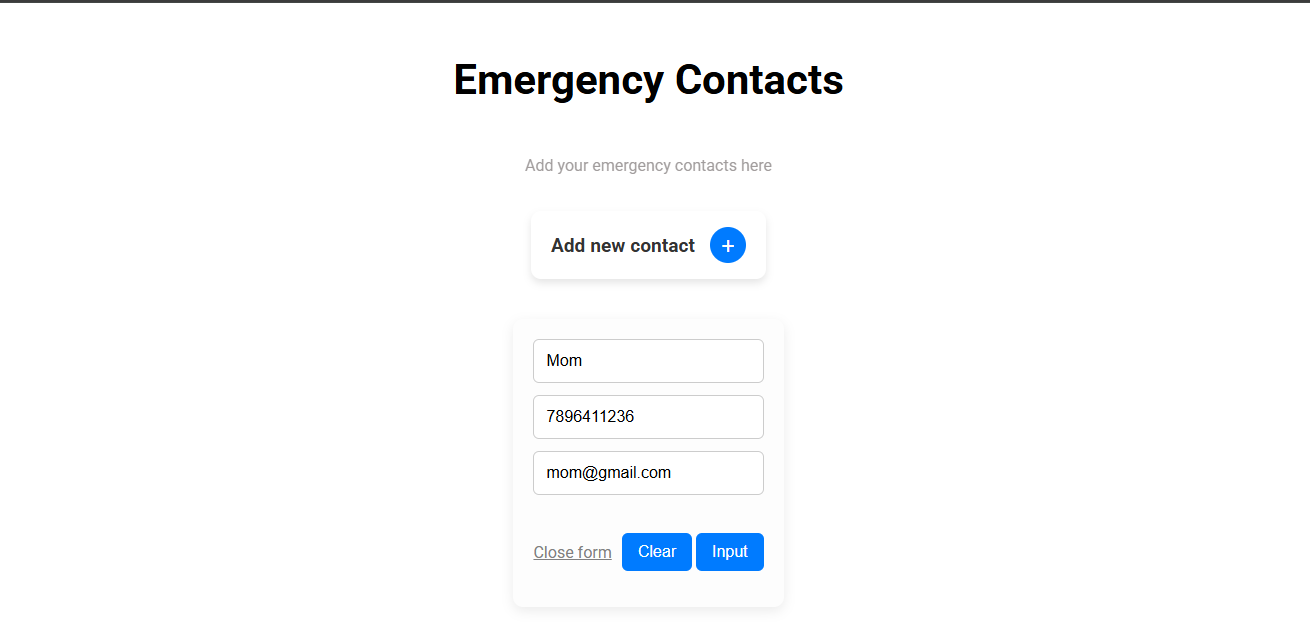 Emergency Contacts
Add your emergency contacts here
Add new contact +
Mom
7896411236
mom@gmail.com
Close form Clear Input